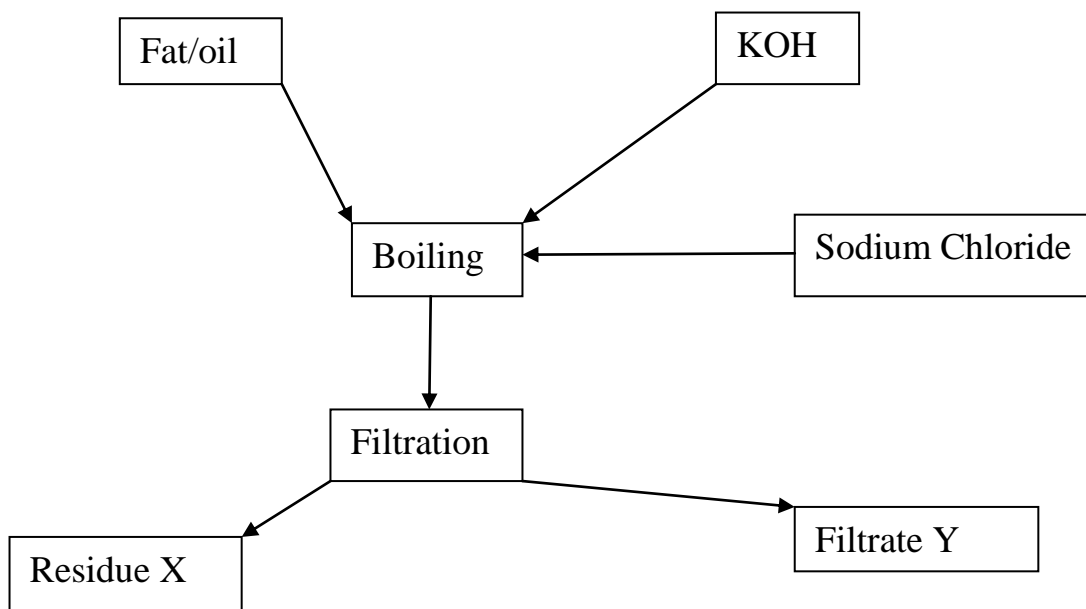 Fat/oil
KOH
Boiling
Sodium Chloride
Filtration
Residue X
Filtrate Y